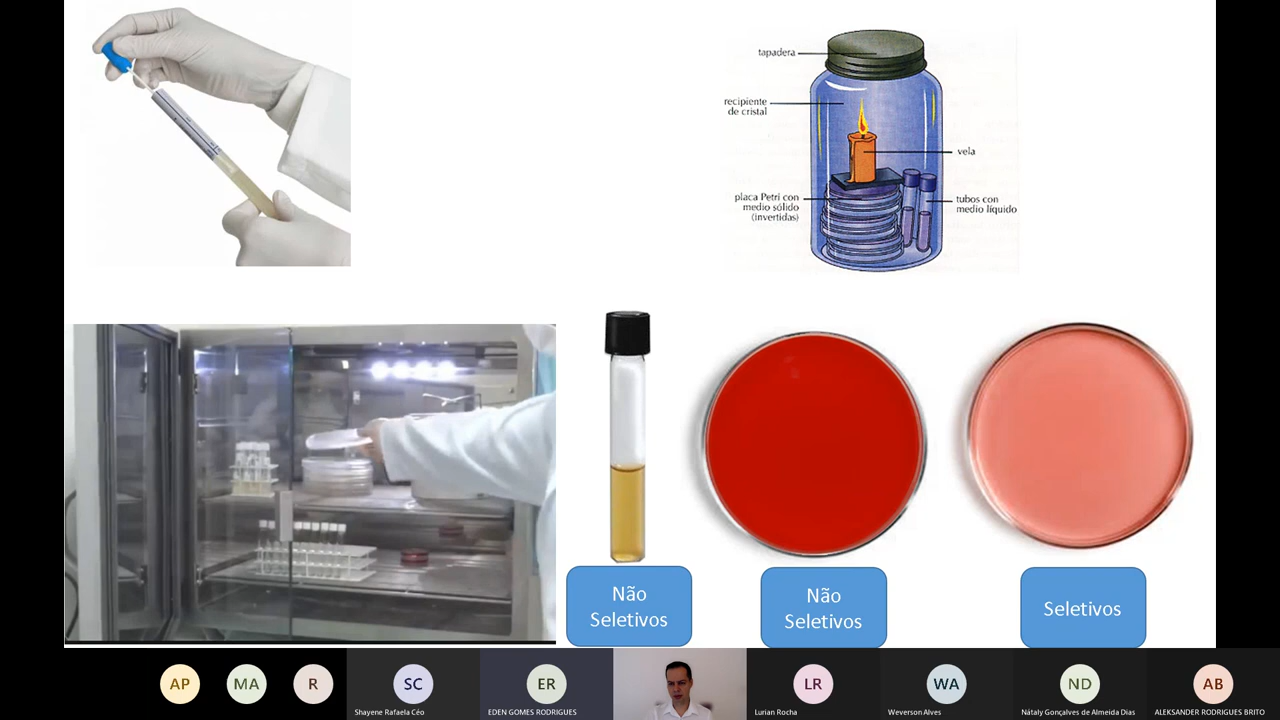 tapadera
recipiente
de cristal
vela
placa Petri con
medio sólido
(invertidas)
tubos con
medio líquido
Não
Seletivos
Não
Seletivos
Seletivos
AP
MA
R
SC
Shayene Rafaela Céo
ER
EDEN GOMES RODRIGUES
LR
Lurian Rocha
WA
Weverson Alves
ND
Nátaly Gonçalves de Almeida Dias
AB
ALEKSANDER RODRIGUES BRITO